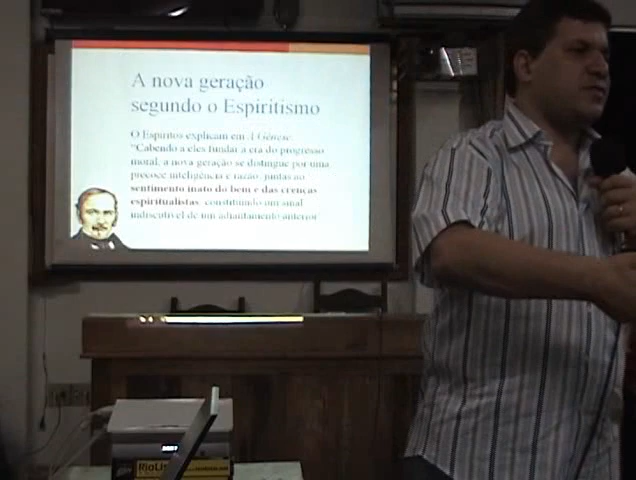 A nova geração
segundo o Espiritismo
O Espíritos explicam em A Gênese:
"Cabendo a eles fundar a era do progresso
moral, a nova geração se distingue por uma
precoce inteligência e razão, juntas ao
sentimento inato do bem e das crenças
espiritualistas, constituindo um sinal
indiscutível de um adiantamento anterior